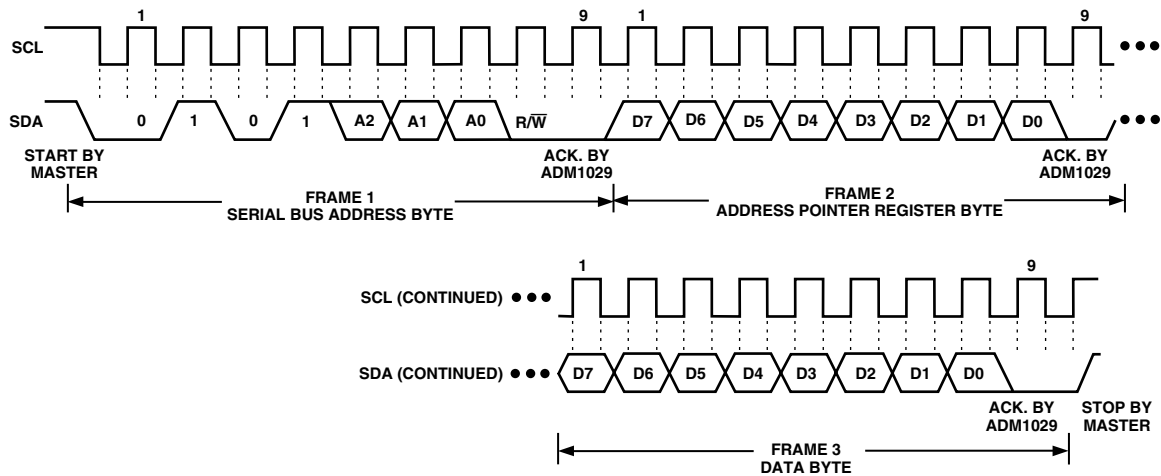 1 9 1 9
SCL
SDA 0 1 0 1 A2 A1 A0 R/W̅ D7 D6 D5 D4 D3 D2 D1 D0
START BY
MASTER
ACK. BY
ADM1029
ACK. BY
ADM1029
FRAME 1
SERIAL BUS ADDRESS BYTE
FRAME 2
ADDRESS POINTER REGISTER BYTE
1 9
SCL (CONTINUED)
SDA (CONTINUED) D7 D6 D5 D4 D3 D2 D1 D0
ACK. BY
ADM1029
STOP BY
MASTER
FRAME 3
DATA BYTE